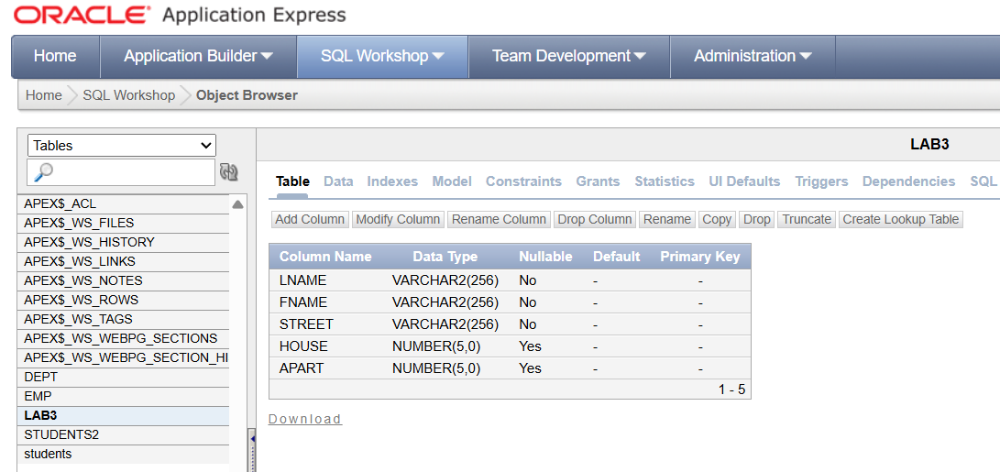 ORACLE® Application Express
Home Application Builder SQL Workshop Team Development Administration
Home SQL Workshop Object Browser
Tables
APEX$_ACL
APEX$_WS_FILES
APEX$_WS_HISTORY
APEX$_WS_LINKS
APEX$_WS_NOTES
APEX$_WS_ROWS
APEX$_WS_TAGS
APEX$_WS_WEBPG_SECTIONS
APEX$_WS_WEBPG_SECTION_HI
DEPT
EMP
LAB3
STUDENTS2
students
LAB3
Table Data Indexes Model Constraints Grants Statistics UI Defaults Triggers Dependencies SQL
Add Column Modify Column Rename Column Drop Column Rename Copy Drop Truncate Create Lookup Table
Column Name Data Type Nullable Default Primary Key
LNAME VARCHAR2(256) No - -
FNAME VARCHAR2(256) No - -
STREET VARCHAR2(256) No - -
HOUSE NUMBER(5,0) Yes - -
APART NUMBER(5,0) Yes - -
1 - 5
Download